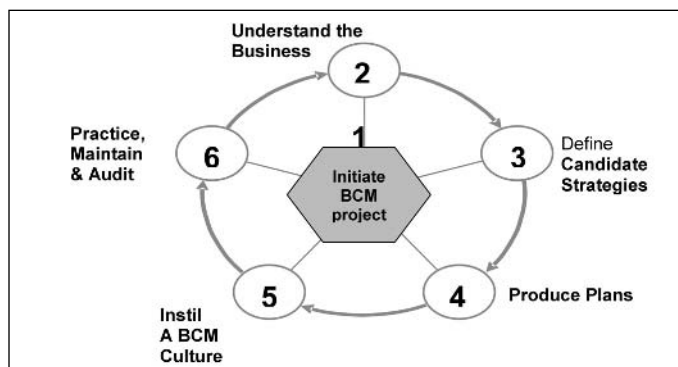 Understand the
Business
2
1
Initiate
BCM
project
3
Define
Candidate
Strategies
4
Produce Plans
5
Instil
A BCM
Culture
6
Practice,
Maintain
& Audit